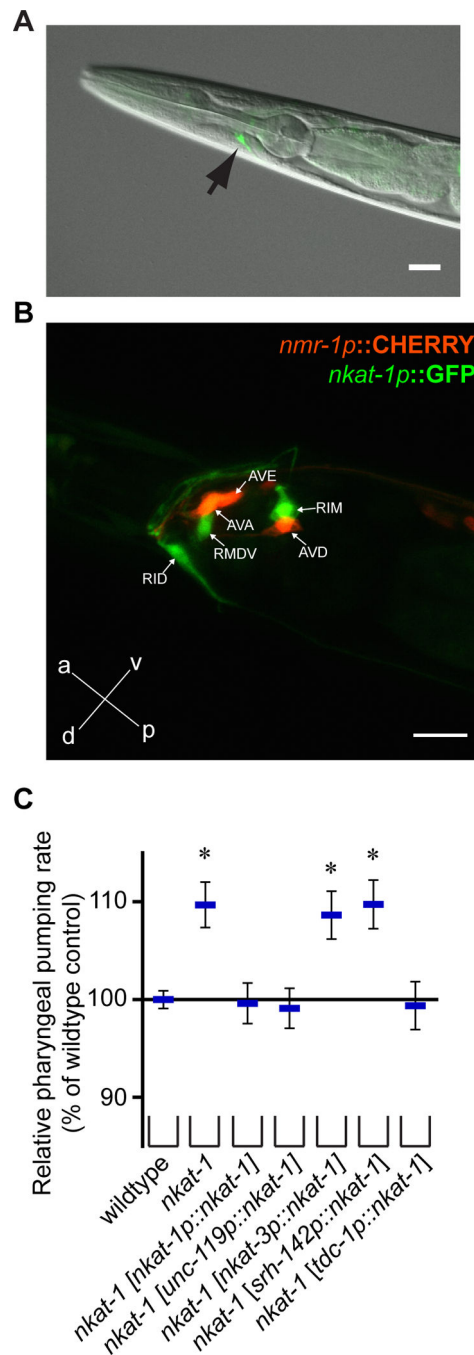 A
B
nmr-1p::CHERRY
nkat-1p::GFP
AVE
RIM
AVA
RMDV
AVD
RID
a
v
d
p
C
Relative pharyngeal pumping rate
(% of wildtype control)
110
100
90
*
*
*
wildtype
nkat-1
nkat-1 [nkat-1p::nkat-1]
nkat-1 [unc-119p::nkat-1]
nkat-1 [nkat-3p::nkat-1]
nkat-1 [srh-142p::nkat-1]
nkat-1 [tdc-1p::nkat-1]